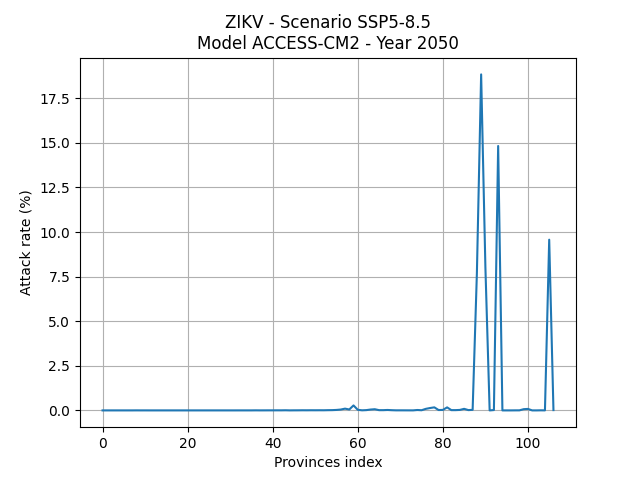 ZIKV - Scenario SSP5-8.5
Model ACCESS-CM2 - Year 2050
Attack rate (%)
17.5
15.0
12.5
10.0
7.5
5.0
2.5
0.0
0 20 40 60 80 100
Provinces index